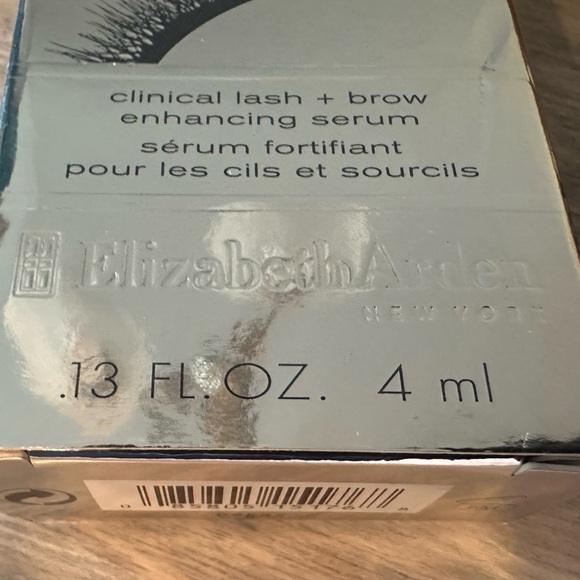 clinical lash + brow
enhancing serum
sérum fortifiant
pour les cils et sourcils
Elizabeth Arden
NEW YORK
.13 FL. OZ. 4 ml